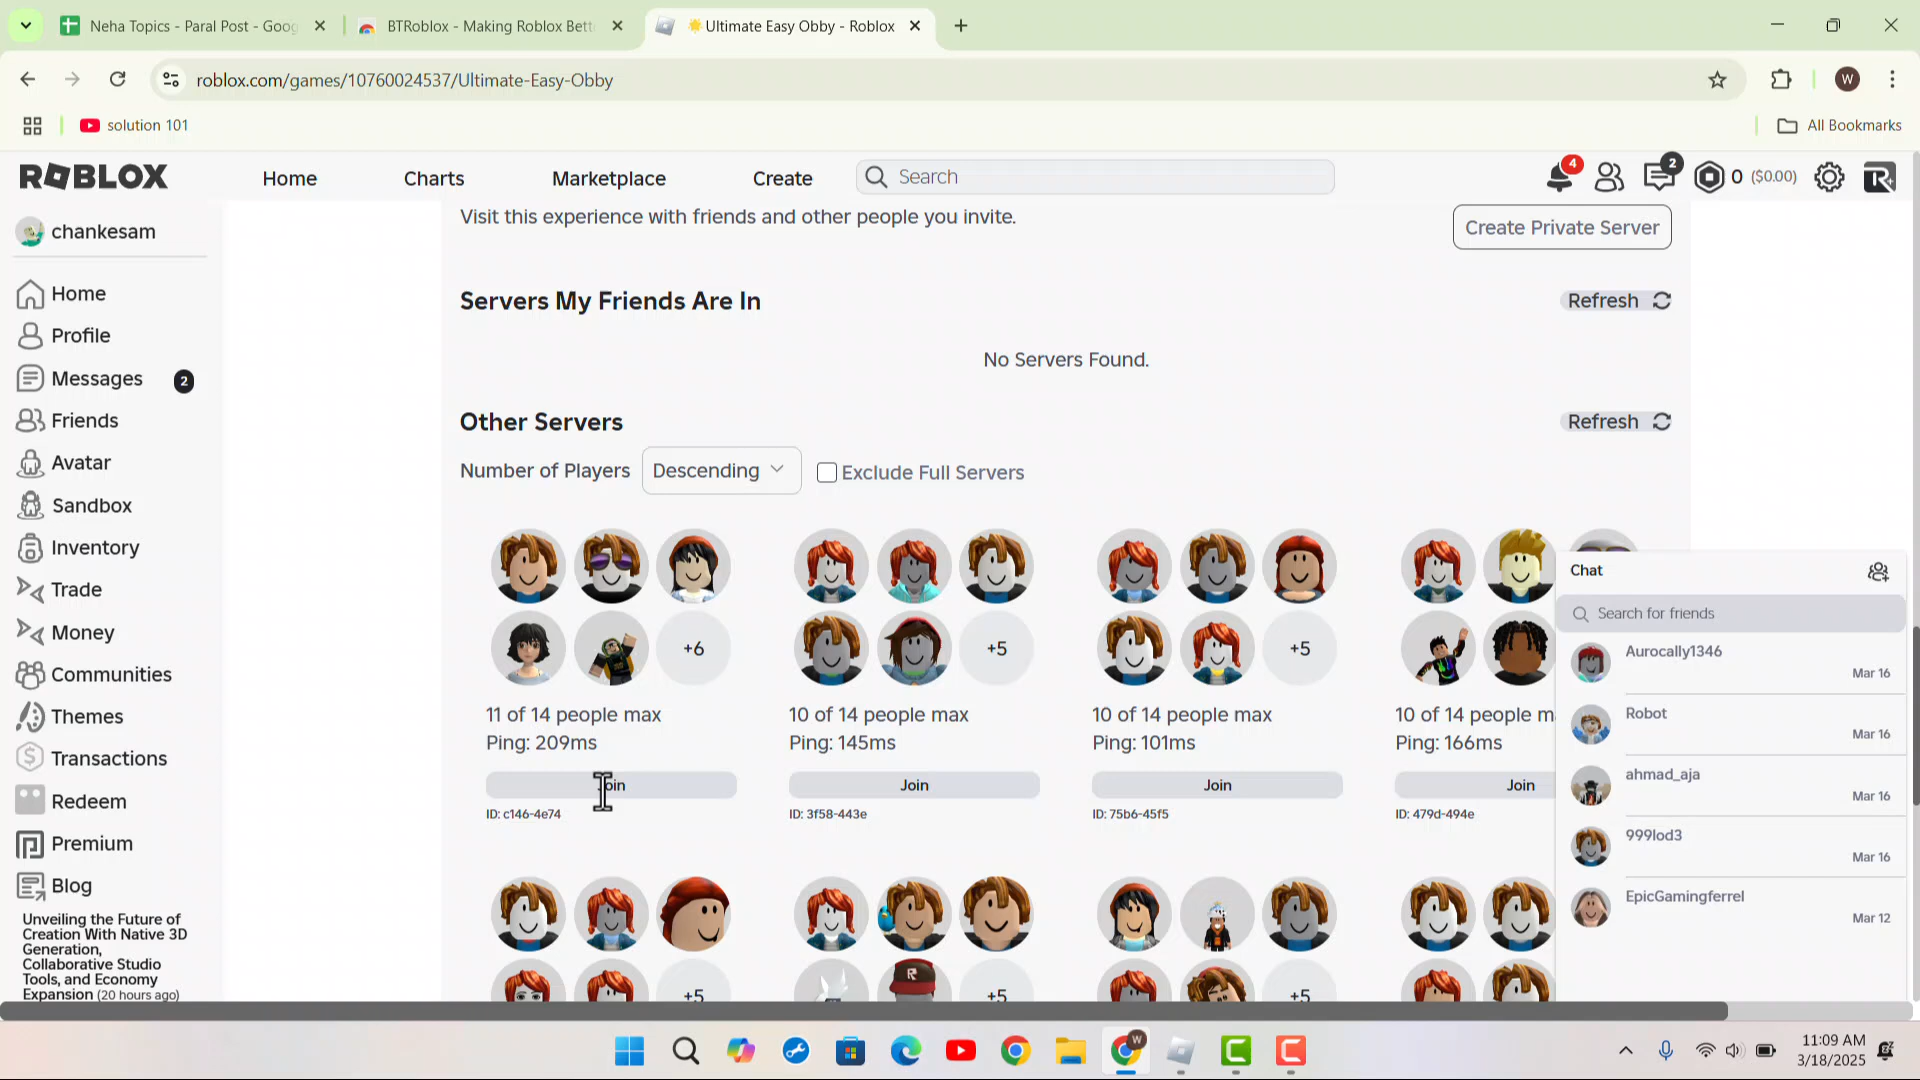 Neha Topics - Paral Post - Goog
BTRoblox - Making Roblox Bett
Ultimate Easy Obby - Roblox
roblox.com/games/10760024537/Ultimate-Easy-Obby
W
solution 101
All Bookmarks
ROBLOX
Home
Charts
Marketplace
Create
Search
4
2
0 ($0.00)
chankesam
Home
Profile
Messages 2
Friends
Avatar
Sandbox
Inventory
Trade
Money
Communities
Themes
Transactions
Redeem
Premium
Blog
Unveiling the Future of
Creation With Native 3D
Generation,
Collaborative Studio
Tools, and Economy
Expansion (20 hours ago)
Visit this experience with friends and other people you invite.
Create Private Server
Servers My Friends Are In
Refresh
No Servers Found.
Other Servers
Refresh
Number of Players Descending Exclude Full Servers
+6
11 of 14 people max
Ping: 209ms
Join
ID: c146-4e74
+5
10 of 14 people max
Ping: 145ms
Join
ID: 3f58-443e
+5
10 of 14 people max
Ping: 101ms
Join
ID: 75b6-45f5
10 of 14 people m
Ping: 166ms
Join
ID: 479d-494e
+5
+5
+5
Chat
Search for friends
Aurocally1346
Mar 16
Robot
Mar 16
ahmad_aja
Mar 16
999lod3
Mar 16
EpicGamingferrel
Mar 12
W
11:09 AM
3/18/2025